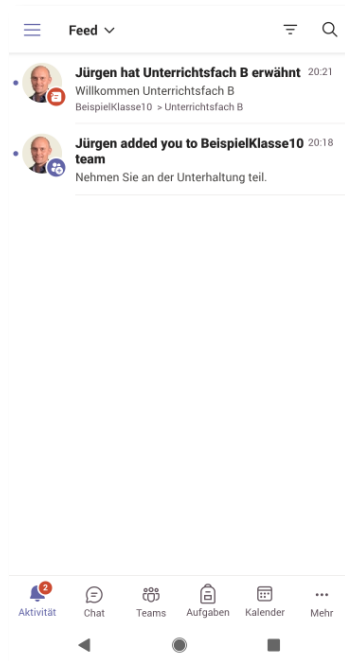 Feed
Jürgen hat Unterrichtsfach B erwähnt 20:21
Willkommen Unterrichtsfach B
BeispielKlasse10 > Unterrichtsfach B
Jürgen added you to BeispielKlasse10 20:18
team
Nehmen Sie an der Unterhaltung teil.
2
Aktivität Chat Teams Aufgaben Kalender Mehr